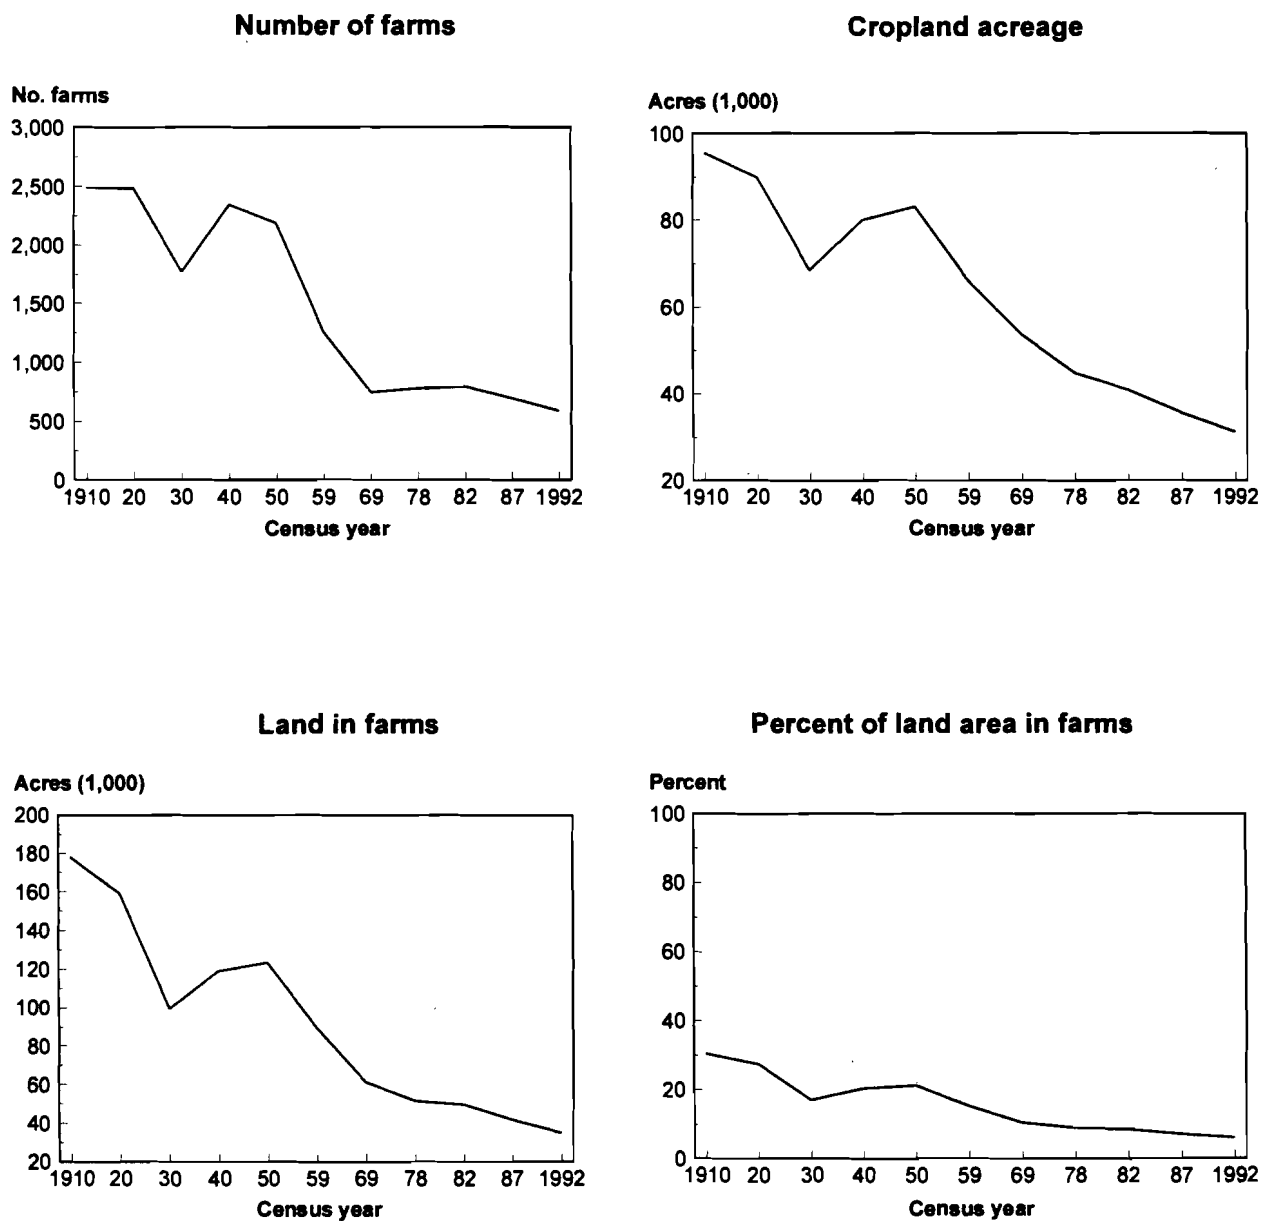 Number of farms
No. farms
3,000
2,500
2,000
1,500
1,000
500
0
1910 20 30 40 50 59 69 78 82 87 1992
Census year
Cropland acreage
Acres (1,000)
100
80
60
40
20
1910 20 30 40 50 59 69 78 82 87 1992
Census year
Land in farms
Acres (1,000)
200
180
160
140
120
100
80
60
40
20
1910 20 30 40 50 59 69 78 82 87 1992
Census year
Percent of land area in farms
Percent
100
80
60
40
20
0
1910 20 30 40 50 59 69 78 82 87 1992
Census year